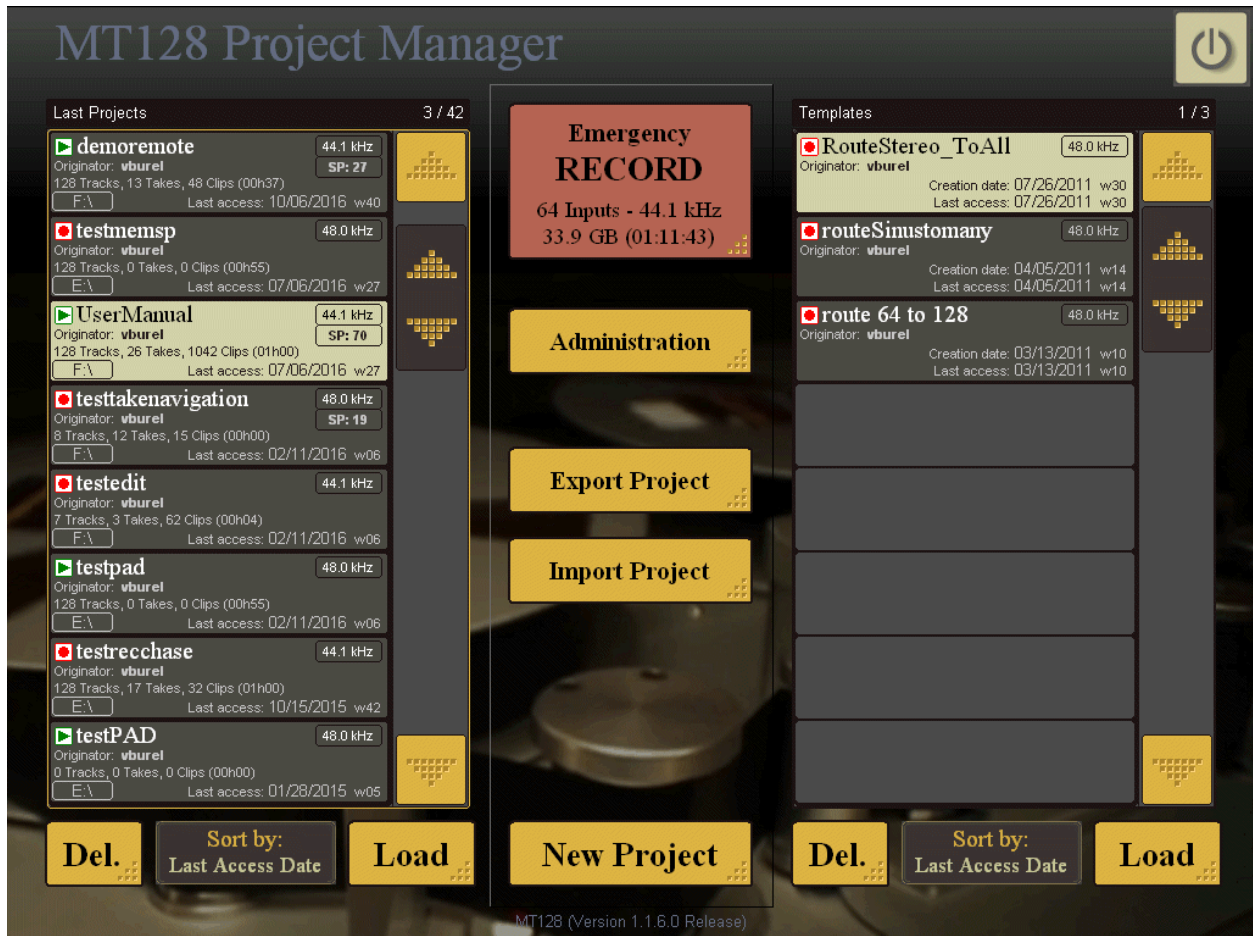 MT128 Project Manager
Last Projects 3 / 42
demoremote 44.1 kHz
Originator: vburel SP: 27
128 Tracks, 13 Takes, 48 Clips (00h37)
F:\ Last access: 10/06/2016 w40
testmemsp 48.0 kHz
Originator: vburel
128 Tracks, 0 Takes, 0 Clips (00h55)
E:\ Last access: 07/06/2016 w27
UserManual 44.1 kHz
Originator: vburel SP: 70
128 Tracks, 26 Takes, 1042 Clips (01h00)
F:\ Last access: 07/06/2016 w27
testtakenavigation 48.0 kHz
Originator: vburel SP: 19
8 Tracks, 12 Takes, 15 Clips (00h00)
F:\ Last access: 02/11/2016 w06
testedit 44.1 kHz
Originator: vburel
7 Tracks, 3 Takes, 62 Clips (00h04)
F:\ Last access: 02/11/2016 w06
testpad 48.0 kHz
Originator: vburel
128 Tracks, 0 Takes, 0 Clips (00h55)
E:\ Last access: 02/11/2016 w06
testrecchase 44.1 kHz
Originator: vburel
128 Tracks, 17 Takes, 32 Clips (01h00)
E:\ Last access: 10/15/2015 w42
testPAD 48.0 kHz
Originator: vburel
0 Tracks, 0 Takes, 0 Clips (00h00)
E:\ Last access: 01/28/2015 w05
Del.
Sort by:
Last Access Date
Load
Emergency
RECORD
64 Inputs - 44.1 kHz
33.9 GB (01:11:43)
Administration
Export Project
Import Project
New Project
MT128 (Version 1.1.6.0 Release)
Templates 1 / 3
RouteStereo_ToAll 48.0 kHz
Originator: vburel
Creation date: 07/26/2011 w30
Last access: 07/26/2011 w30
routeSinustomany 48.0 kHz
Originator: vburel
Creation date: 04/05/2011 w14
Last access: 04/05/2011 w14
route 64 to 128 48.0 kHz
Originator: vburel
Creation date: 03/13/2011 w10
Last access: 03/13/2011 w10
Del.
Sort by:
Last Access Date
Load